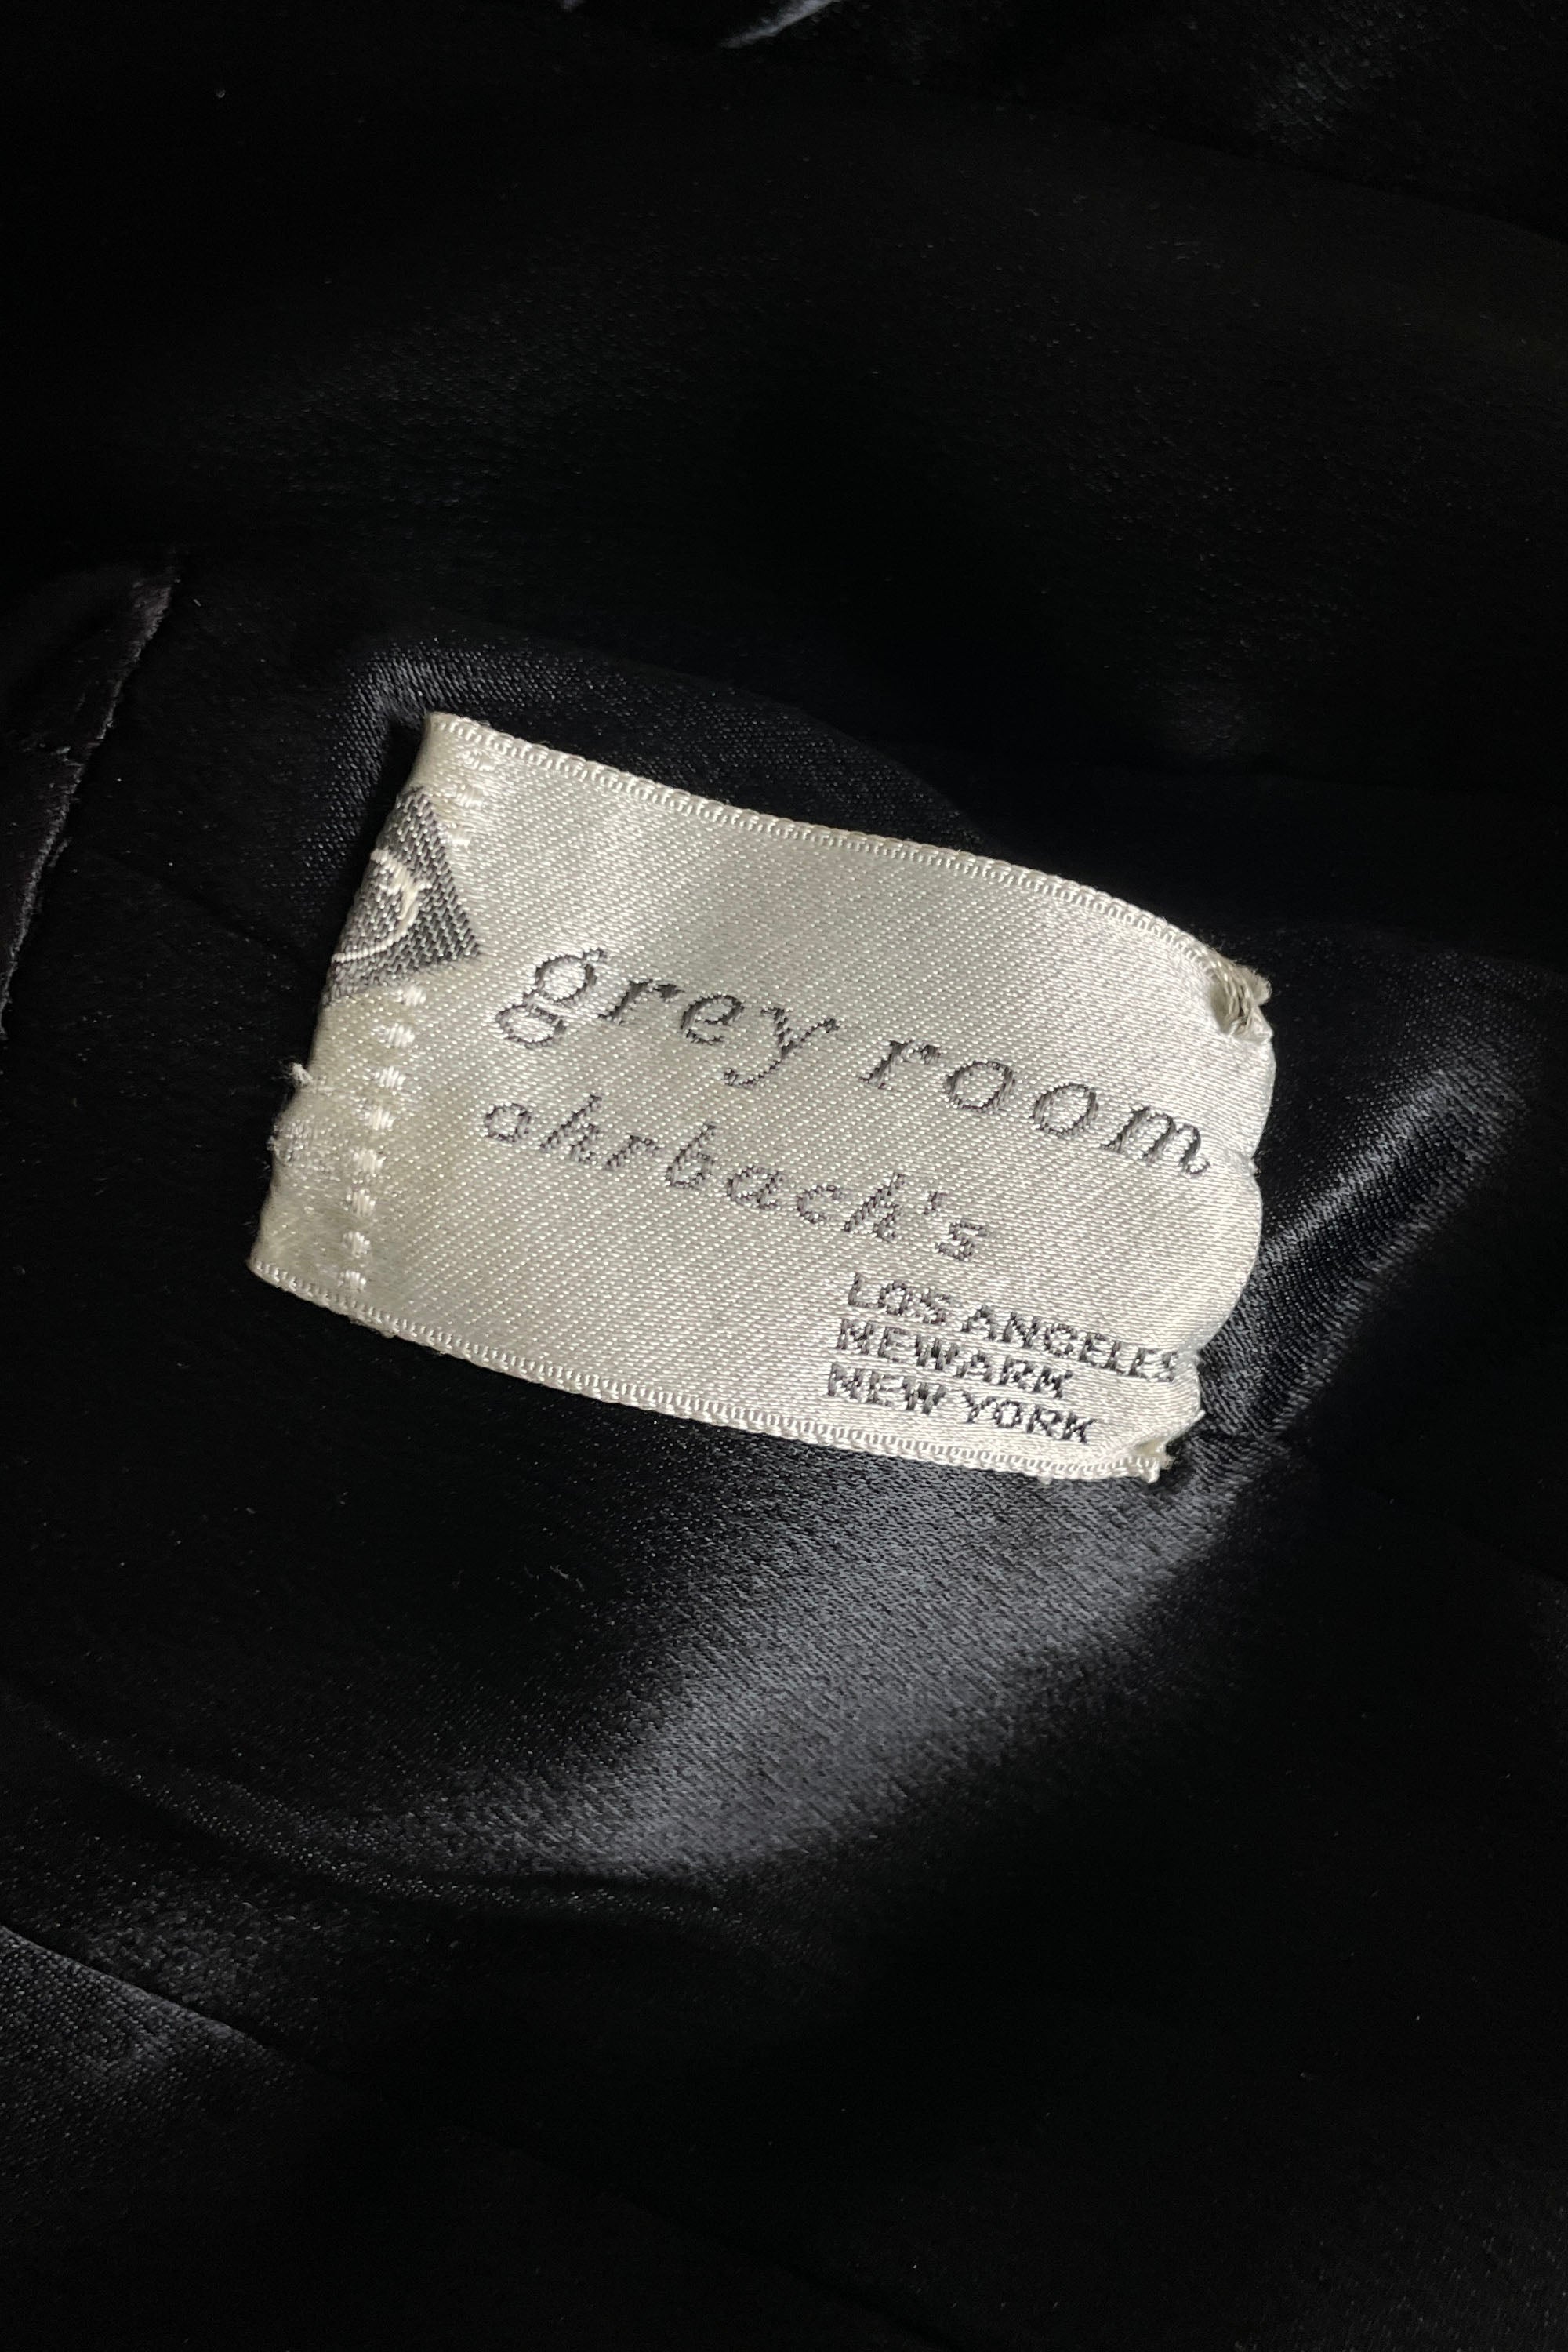 grey room
ohrbach's
LOS ANGELES
NEWARK
NEW YORK